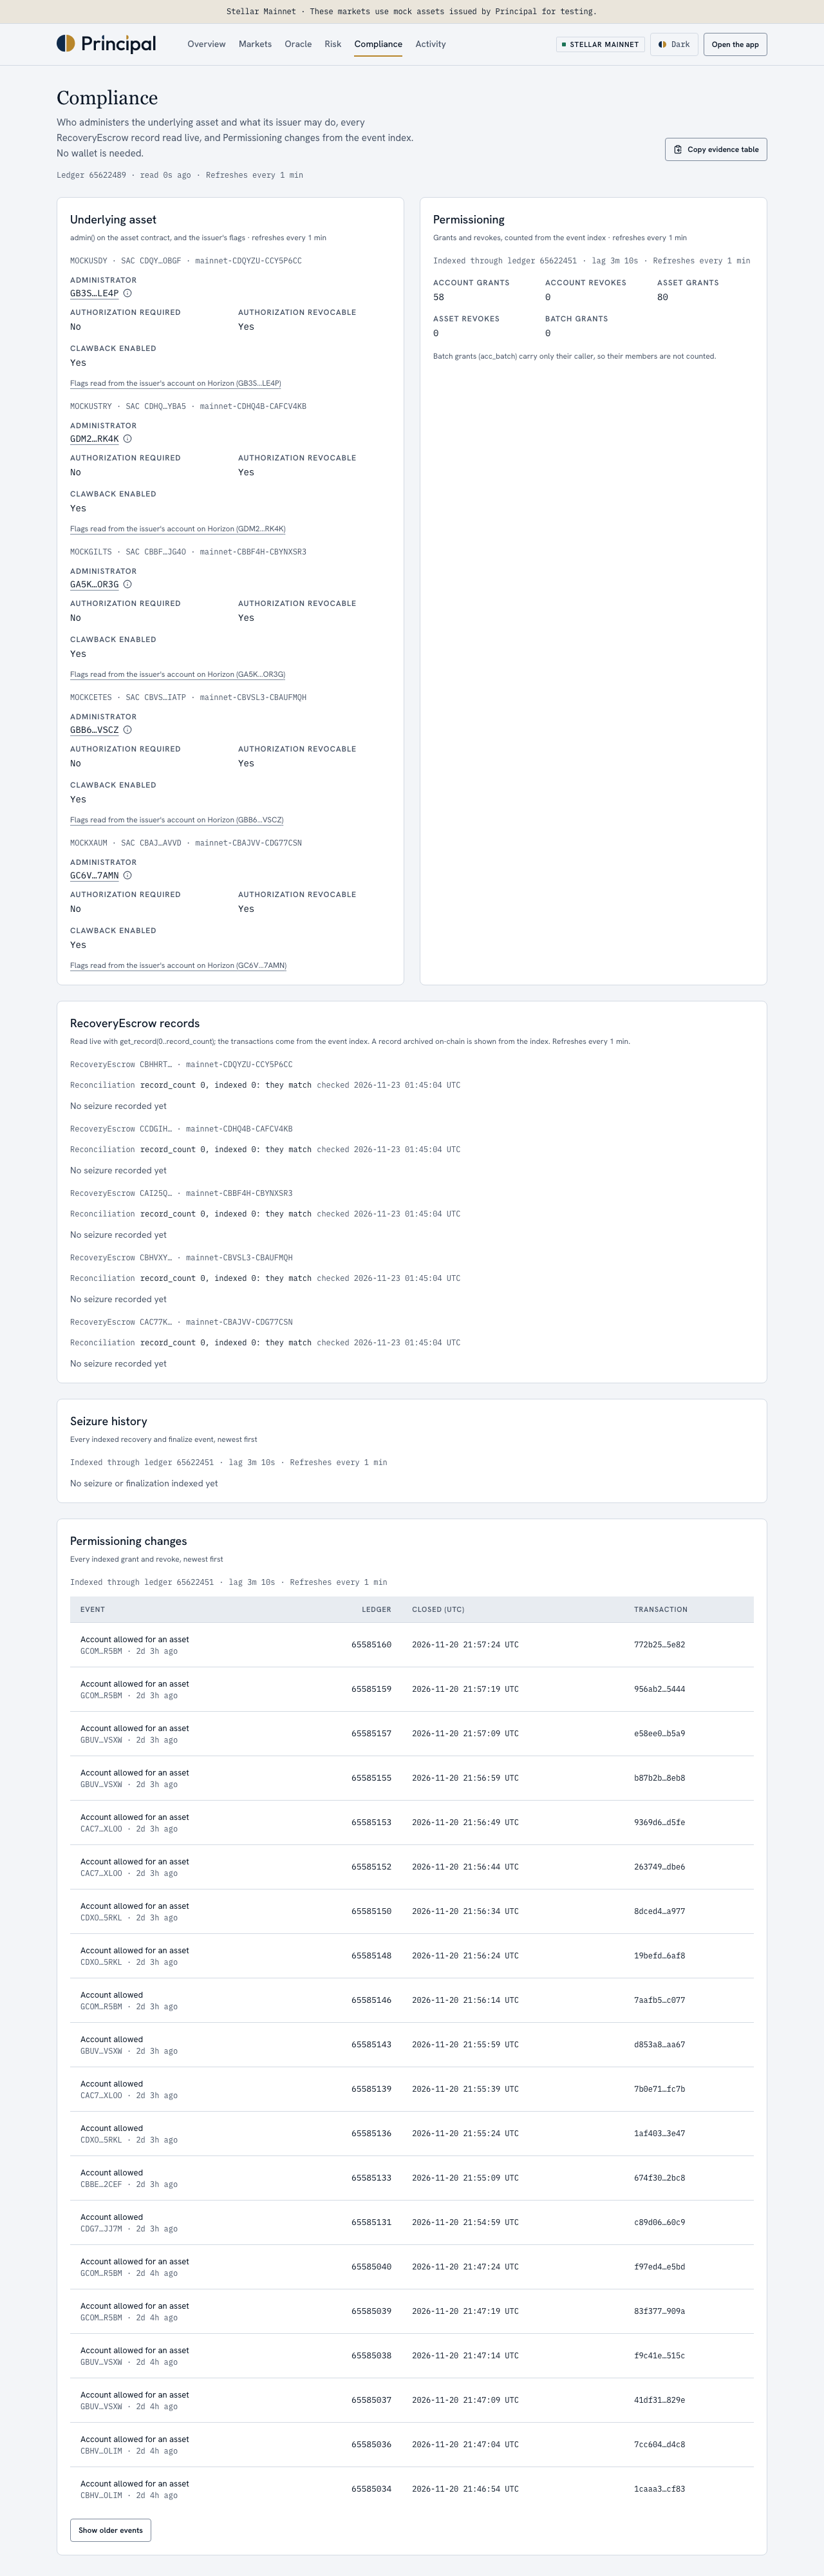 Stellar Mainnet · These markets use mock assets issued by Principal for testing.
Principal
Overview Markets Oracle Risk Compliance Activity
STELLAR MAINNET
Dark
Open the app
Compliance
Who administers the underlying asset and what its issuer may do, every
RecoveryEscrow record read live, and Permissioning changes from the event index.
No wallet is needed.
Copy evidence table
Ledger 65622489 · read 0s ago · Refreshes every 1 min
Underlying asset
admin() on the asset contract, and the issuer's flags · refreshes every 1 min
MOCKUSDY · SAC CDQY…OBGF · mainnet-CDQYZU-CCY5P6CC
ADMINISTRATOR
GB3S…LE4P
AUTHORIZATION REQUIRED AUTHORIZATION REVOCABLE
No Yes
CLAWBACK ENABLED
Yes
Flags read from the issuer's account on Horizon (GB3S…LE4P)
MOCKUSTRY · SAC CDHQ…YBA5 · mainnet-CDHQ4B-CAFCV4KB
ADMINISTRATOR
GDM2…RK4K
AUTHORIZATION REQUIRED AUTHORIZATION REVOCABLE
No Yes
CLAWBACK ENABLED
Yes
Flags read from the issuer's account on Horizon (GDM2…RK4K)
MOCKGILTS · SAC CBBF…JG4O · mainnet-CBBF4H-CBYNXSR3
ADMINISTRATOR
GA5K…OR3G
AUTHORIZATION REQUIRED AUTHORIZATION REVOCABLE
No Yes
CLAWBACK ENABLED
Yes
Flags read from the issuer's account on Horizon (GA5K…OR3G)
MOCKCETES · SAC CBVS…IATP · mainnet-CBVSL3-CBAUFMQH
ADMINISTRATOR
GBB6…VSCZ
AUTHORIZATION REQUIRED AUTHORIZATION REVOCABLE
No Yes
CLAWBACK ENABLED
Yes
Flags read from the issuer's account on Horizon (GBB6…VSCZ)
MOCKXAUM · SAC CBAJ…AVVD · mainnet-CBAJVV-CDG77CSN
ADMINISTRATOR
GC6V…7AMN
AUTHORIZATION REQUIRED AUTHORIZATION REVOCABLE
No Yes
CLAWBACK ENABLED
Yes
Flags read from the issuer's account on Horizon (GC6V…7AMN)
Permissioning
Grants and revokes, counted from the event index · refreshes every 1 min
Indexed through ledger 65622451 · lag 3m 10s · Refreshes every 1 min
ACCOUNT GRANTS ACCOUNT REVOKES ASSET GRANTS
58 0 80
ASSET REVOKES BATCH GRANTS
0 0
Batch grants (acc_batch) carry only their caller, so their members are not counted.
RecoveryEscrow records
Read live with get_record(0..record_count); the transactions come from the event index. A record archived on-chain is shown from the index. Refreshes every 1 min.
RecoveryEscrow CBHHRT… · mainnet-CDQYZU-CCY5P6CC
Reconciliation record_count 0, indexed 0: they match checked 2026-11-23 01:45:04 UTC
No seizure recorded yet
RecoveryEscrow CCDGIH… · mainnet-CDHQ4B-CAFCV4KB
Reconciliation record_count 0, indexed 0: they match checked 2026-11-23 01:45:04 UTC
No seizure recorded yet
RecoveryEscrow CAI25Q… · mainnet-CBBF4H-CBYNXSR3
Reconciliation record_count 0, indexed 0: they match checked 2026-11-23 01:45:04 UTC
No seizure recorded yet
RecoveryEscrow CBHVXY… · mainnet-CBVSL3-CBAUFMQH
Reconciliation record_count 0, indexed 0: they match checked 2026-11-23 01:45:04 UTC
No seizure recorded yet
RecoveryEscrow CAC77K… · mainnet-CBAJVV-CDG77CSN
Reconciliation record_count 0, indexed 0: they match checked 2026-11-23 01:45:04 UTC
No seizure recorded yet
Seizure history
Every indexed recovery and finalize event, newest first
Indexed through ledger 65622451 · lag 3m 10s · Refreshes every 1 min
No seizure or finalization indexed yet
Permissioning changes
Every indexed grant and revoke, newest first
Indexed through ledger 65622451 · lag 3m 10s · Refreshes every 1 min
EVENT LEDGER CLOSED (UTC) TRANSACTION
Account allowed for an asset
GCOM…R5BM · 2d 3h ago 65585160 2026-11-20 21:57:24 UTC 772b25…5e82
Account allowed for an asset
GCOM…R5BM · 2d 3h ago 65585159 2026-11-20 21:57:19 UTC 956ab2…5444
Account allowed for an asset
GBUV…VSXW · 2d 3h ago 65585157 2026-11-20 21:57:09 UTC e58ee0…b5a9
Account allowed for an asset
GBUV…VSXW · 2d 3h ago 65585155 2026-11-20 21:56:59 UTC b87b2b…8eb8
Account allowed for an asset
CAC7…XLOO · 2d 3h ago 65585153 2026-11-20 21:56:49 UTC 9369d6…d5fe
Account allowed for an asset
CAC7…XLOO · 2d 3h ago 65585152 2026-11-20 21:56:44 UTC 263749…dbe6
Account allowed for an asset
CDXO…5RKL · 2d 3h ago 65585150 2026-11-20 21:56:34 UTC 8dced4…a977
Account allowed for an asset
CDXO…5RKL · 2d 3h ago 65585148 2026-11-20 21:56:24 UTC 19befd…6af8
Account allowed
GCOM…R5BM · 2d 3h ago 65585146 2026-11-20 21:56:14 UTC 7aafb5…c077
Account allowed
GBUV…VSXW · 2d 3h ago 65585143 2026-11-20 21:55:59 UTC d853a8…aa67
Account allowed
CAC7…XLOO · 2d 3h ago 65585139 2026-11-20 21:55:39 UTC 7b0e71…fc7b
Account allowed
CDXO…5RKL · 2d 3h ago 65585136 2026-11-20 21:55:24 UTC 1af403…3e47
Account allowed
CBBE…2CEF · 2d 3h ago 65585133 2026-11-20 21:55:09 UTC 674f30…2bc8
Account allowed
CDG7…JJ7M · 2d 3h ago 65585131 2026-11-20 21:54:59 UTC c89d06…60c9
Account allowed for an asset
GCOM…R5BM · 2d 4h ago 65585040 2026-11-20 21:47:24 UTC f97ed4…e5bd
Account allowed for an asset
GCOM…R5BM · 2d 4h ago 65585039 2026-11-20 21:47:19 UTC 83f377…909a
Account allowed for an asset
GBUV…VSXW · 2d 4h ago 65585038 2026-11-20 21:47:14 UTC f9c41e…515c
Account allowed for an asset
GBUV…VSXW · 2d 4h ago 65585037 2026-11-20 21:47:09 UTC 41df31…829e
Account allowed for an asset
CBHV…OLIM · 2d 4h ago 65585036 2026-11-20 21:47:04 UTC 7cc604…d4c8
Account allowed for an asset
CBHV…OLIM · 2d 4h ago 65585034 2026-11-20 21:46:54 UTC 1caaa3…cf83
Show older events